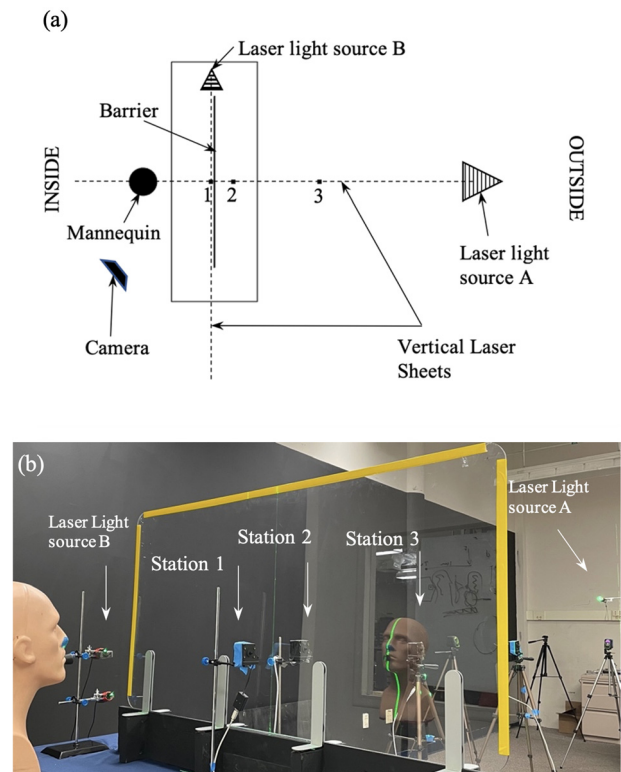 (a)
Laser light source B
Barrier
INSIDE
OUTSIDE
1 2 3
Mannequin
Laser light
source A
Camera
Vertical Laser
Sheets
(b)
Laser Light
source B
Station 1
Station 2
Station 3
Laser Light
source A